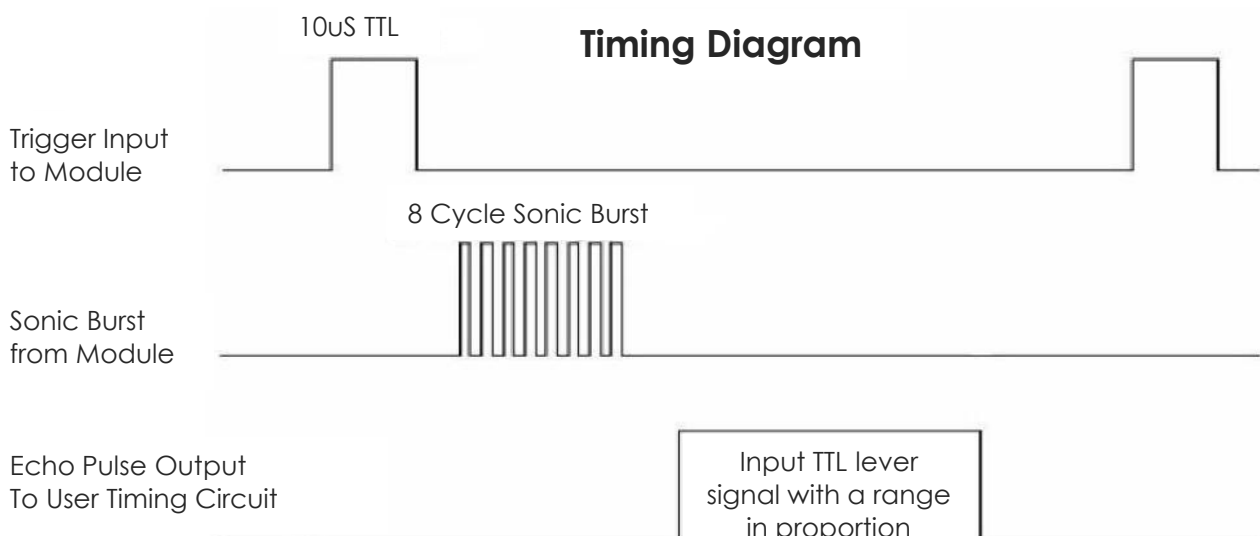 10uS TTL
Timing Diagram
Trigger Input
to Module
8 Cycle Sonic Burst
Sonic Burst
from Module
Echo Pulse Output
To User Timing Circuit
Input TTL lever
signal with a range
in proportion